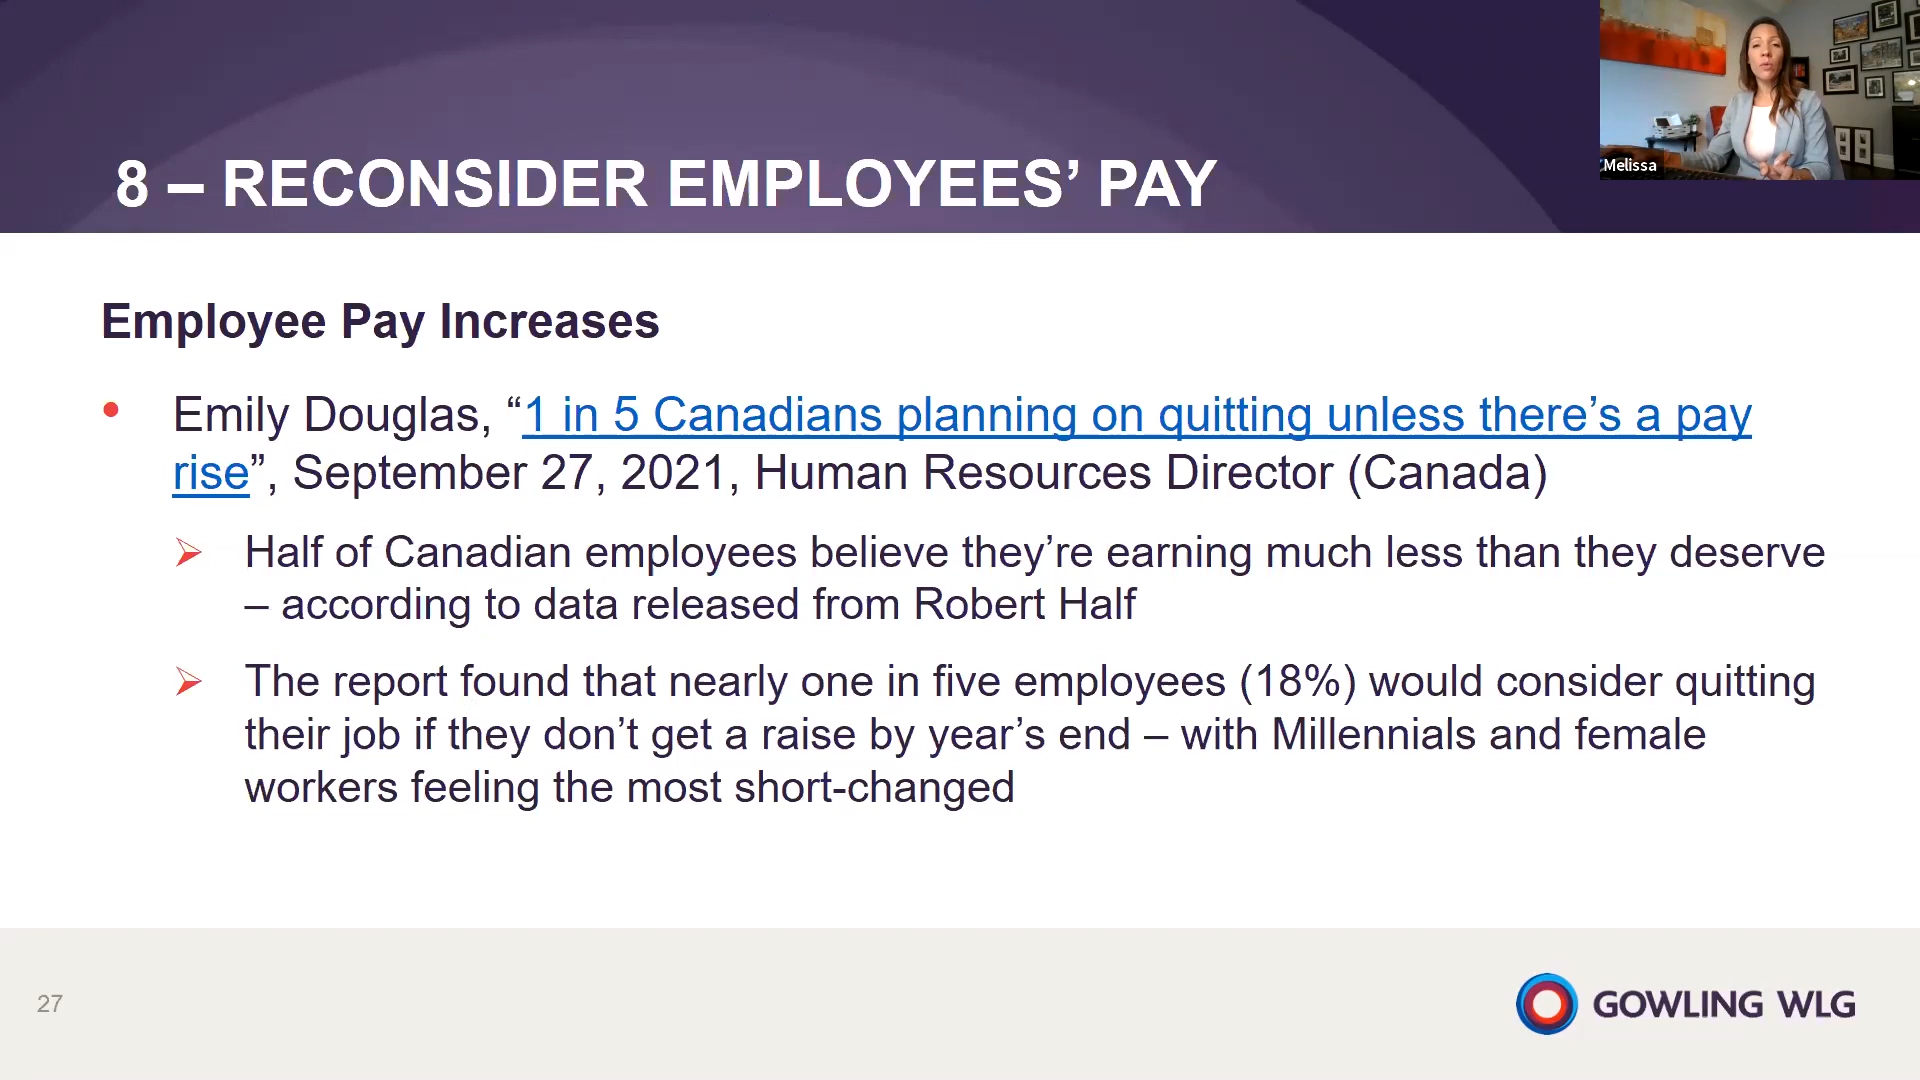 Melissa
8 – RECONSIDER EMPLOYEES’ PAY
Employee Pay Increases
• Emily Douglas, “1 in 5 Canadians planning on quitting unless there’s a pay
rise”, September 27, 2021, Human Resources Director (Canada)
➢ Half of Canadian employees believe they’re earning much less than they deserve
– according to data released from Robert Half
➢ The report found that nearly one in five employees (18%) would consider quitting
their job if they don’t get a raise by year’s end – with Millennials and female
workers feeling the most short-changed
27
GOWLING WLG